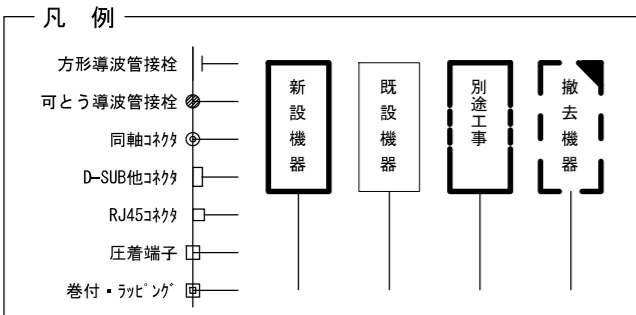 凡 例
方形導波管接栓
可とう導波管接栓
同軸ｺﾈｸﾀ
D-SUB他ｺﾈｸﾀ
RJ45ｺﾈｸﾀ
圧着端子
巻付・ﾗｯﾋﾟﾝｸﾞ
新設機器
既設機器
別途工事
撤去機器